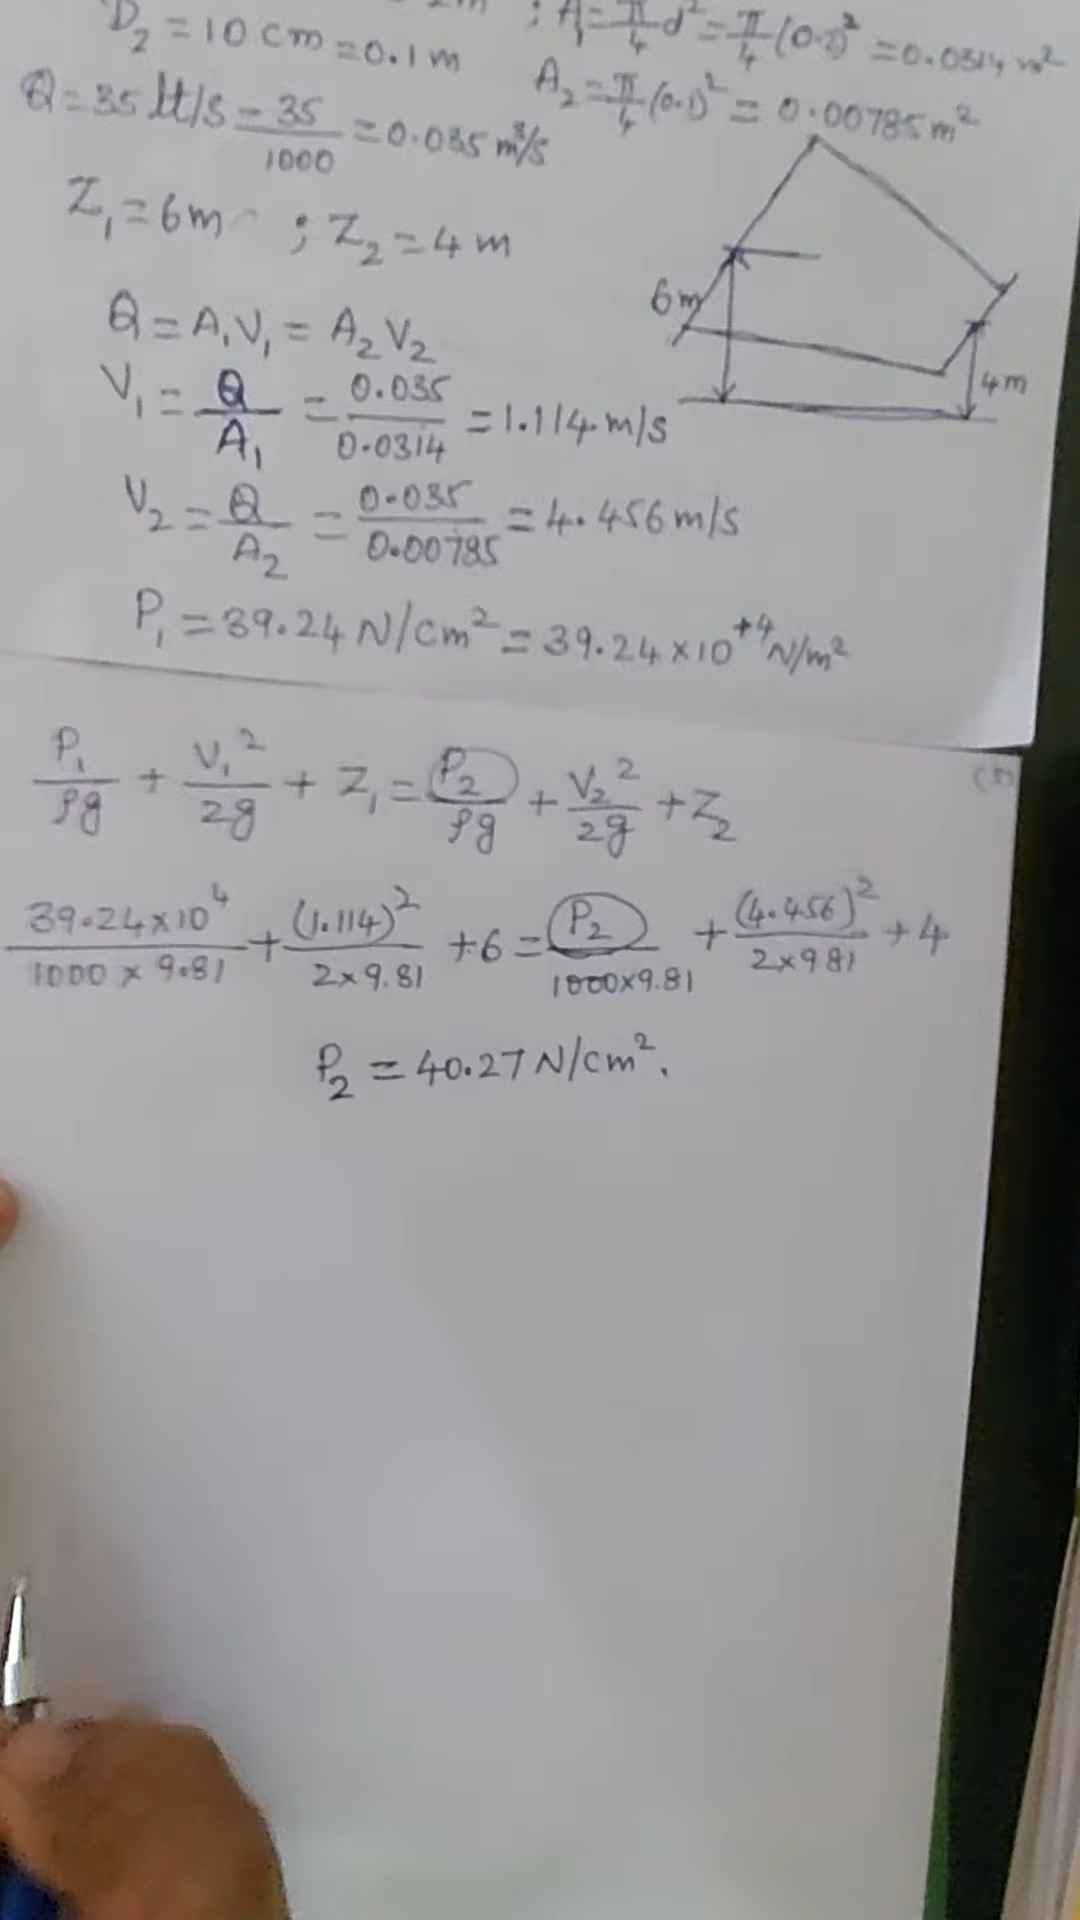 D₂ = 10 cm = 0.1 m
A₁ = π/4 d² = π/4 (0.2)² = 0.0314 m²
Q = 35 lt/s = 35/1000 = 0.035 m³/s
A₂ = π/4 (0.1)² = 0.00785 m²
Z₁ = 6m ; Z₂ = 4 m
6m
4m
Q = A₁V₁ = A₂V₂
V₁ = Q/A₁ = 0.035/0.0314 = 1.114 m/s
V₂ = Q/A₂ = 0.035/0.00785 = 4.456 m/s
P₁ = 39.24 N/cm² = 39.24 × 10⁺⁴ N/m²
P₁/ρg + V₁²/2g + Z₁ = P₂/ρg + V₂²/2g + Z₂
39.24×10⁴/1000 × 9.81 + (1.114)²/2×9.81 + 6 = P₂/1000×9.81 + (4.456)²/2×9.81 + 4
P₂ = 40.27 N/cm².